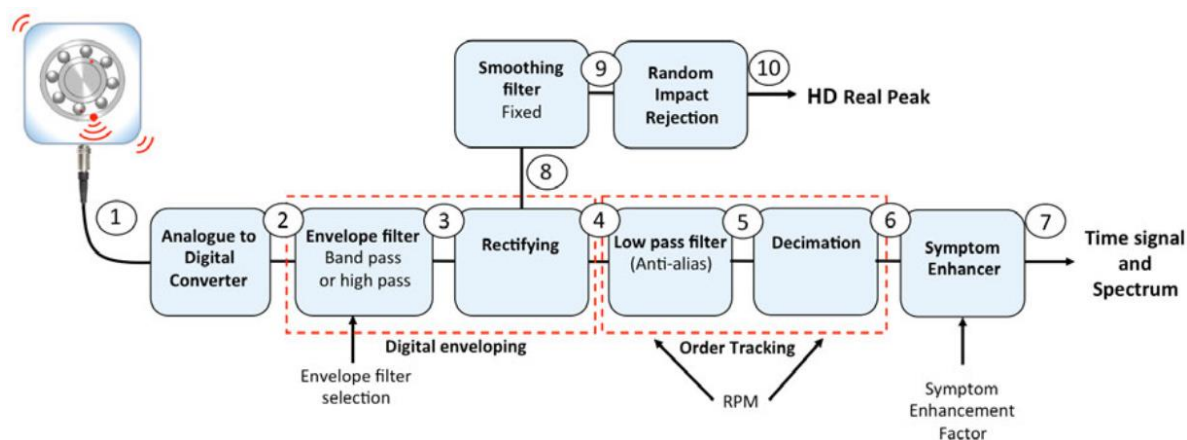 Smoothing
filter
Fixed
9
Random
Impact
Rejection
10
HD Real Peak
8
1
Analogue to
Digital
Converter
2
Envelope filter
Band pass
or high pass
3
Rectifying
4
Low pass filter
(Anti-alias)
5
Decimation
6
Symptom
Enhancer
7
Time signal
and
Spectrum
Digital enveloping
Order Tracking
Envelope filter
selection
RPM
Symptom
Enhancement
Factor